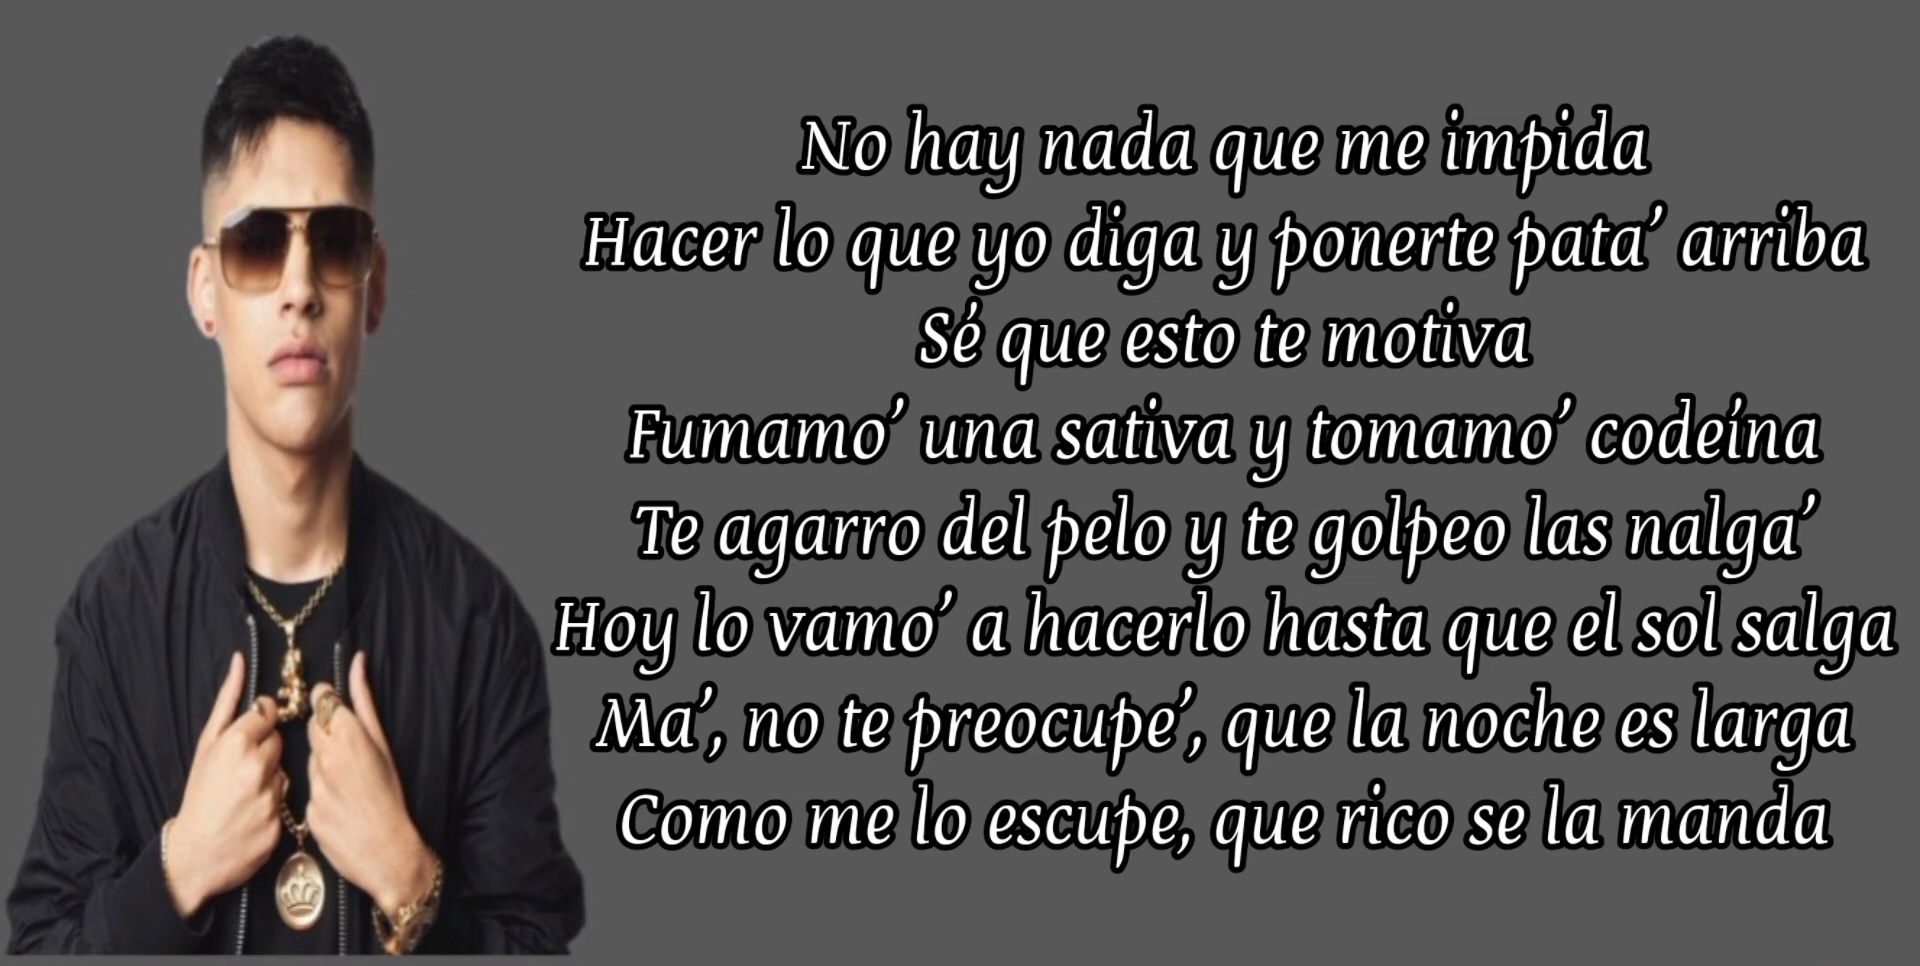 No hay nada que me impida
Hacer lo que yo diga y ponerte pata’ arriba
Sé que esto te motiva
Fumamo’ una sativa y tomamo’ codeína
Te agarro del pelo y te golpeo las nalga’
Hoy lo vamo’ a hacerlo hasta que el sol salga
Ma’, no te preocupe’, que la noche es larga
Como me lo escupe, que rico se la manda